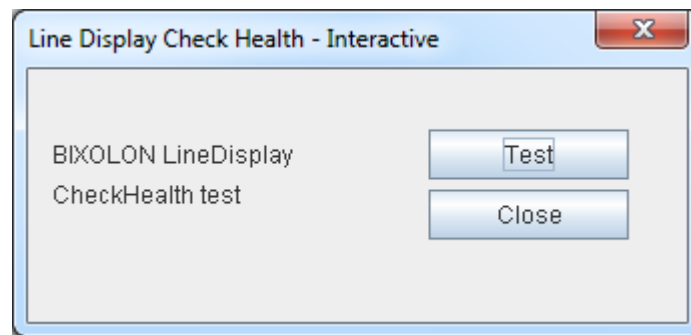 Line Display Check Health - Interactive
BIXOLON LineDisplay
CheckHealth test
Test
Close